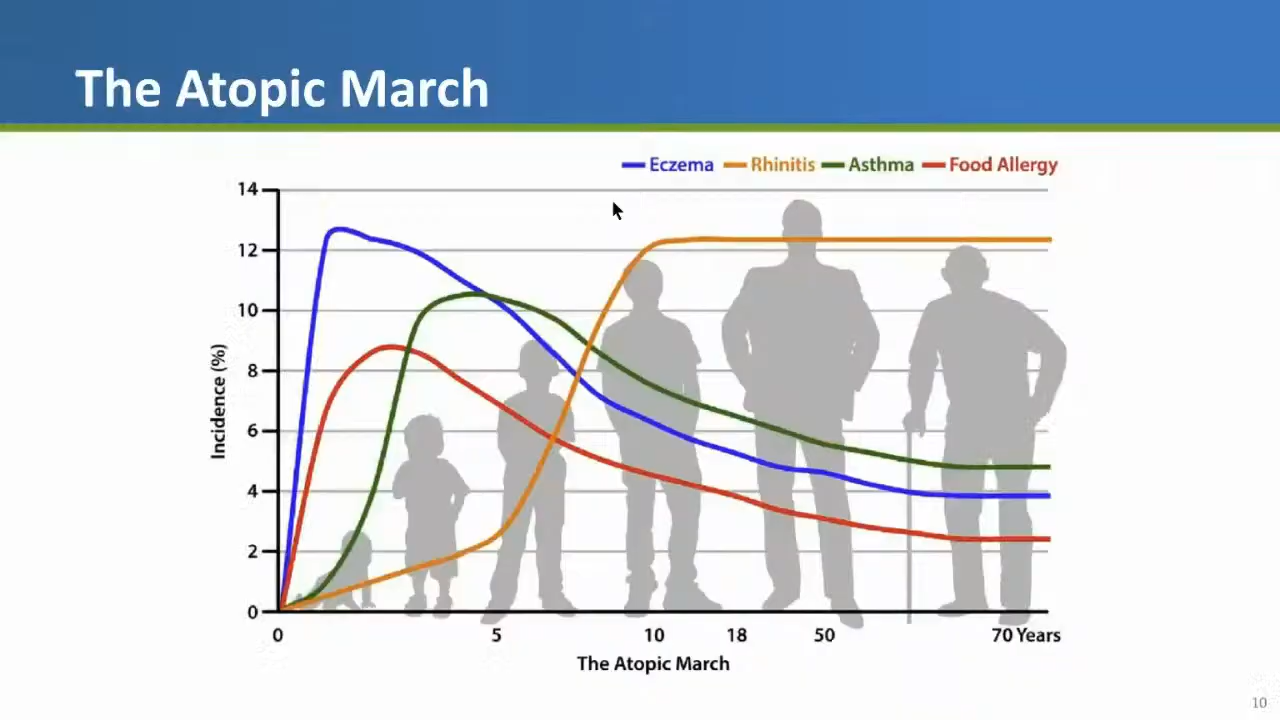 The Atopic March
Eczema Rhinitis Asthma Food Allergy
14
12
10
8
6
4
2
0
Incidence (%)
0 5 10 18 50 70 Years
The Atopic March
10